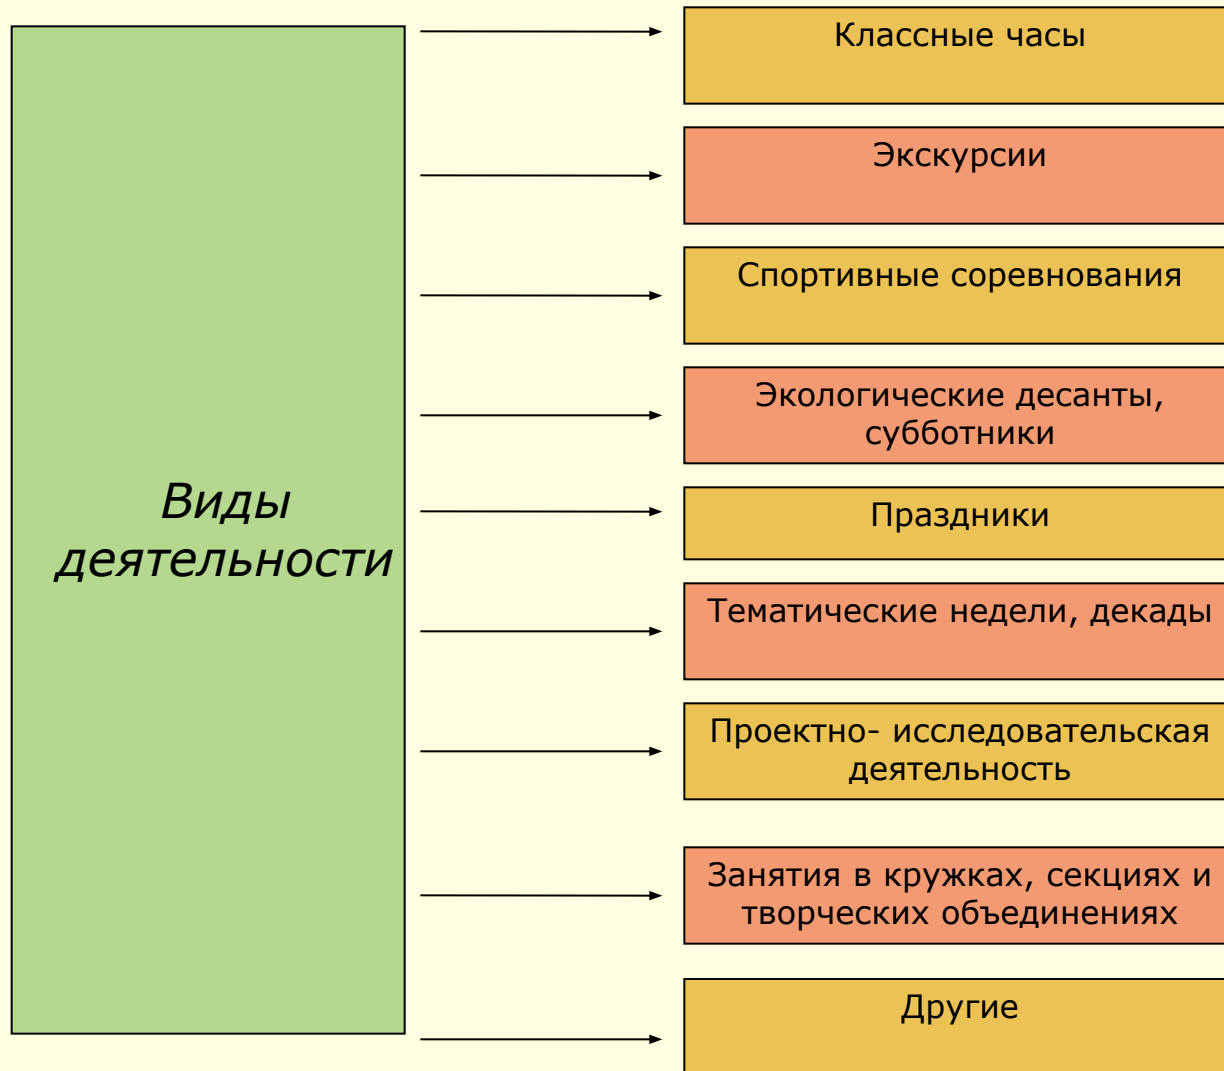 Виды
деятельности
Классные часы
Экскурсии
Спортивные соревнования
Экологические десанты,
субботники
Праздники
Тематические недели, декады
Проектно- исследовательская
деятельность
Занятия в кружках, секциях и
творческих объединениях
Другие